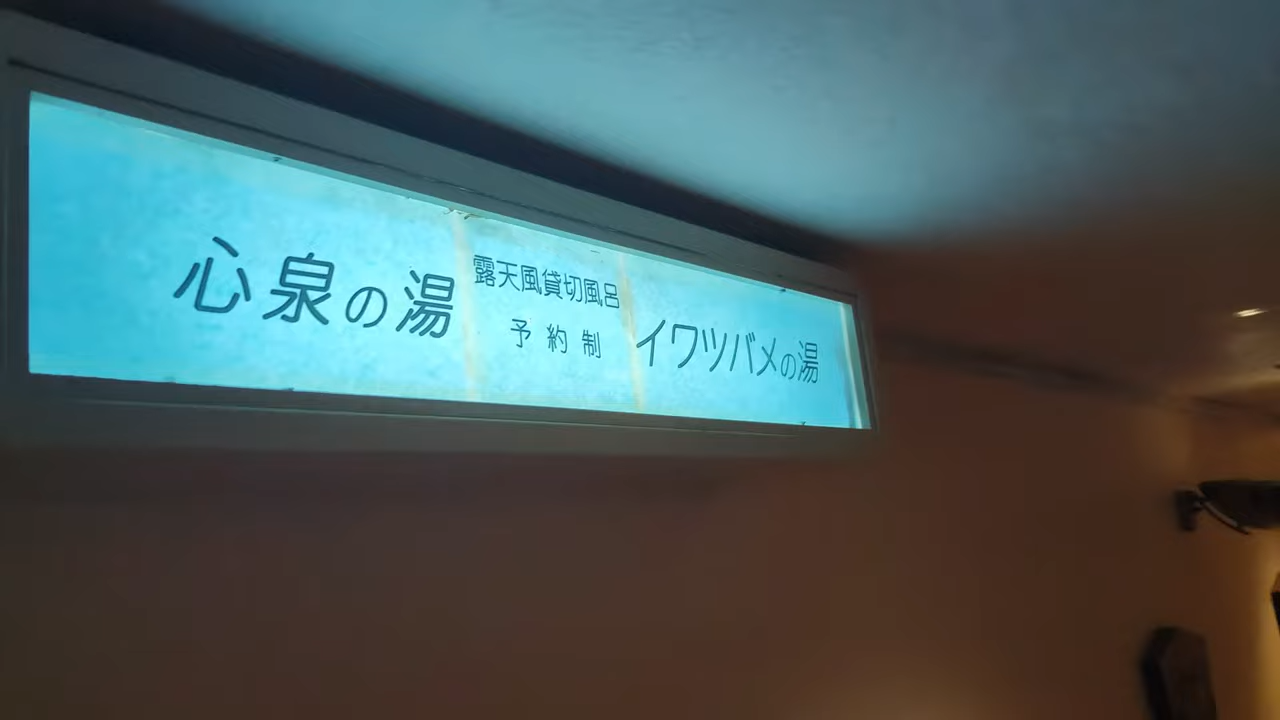 心泉の湯
露天風貸切風呂
予約制
イワツバメの湯